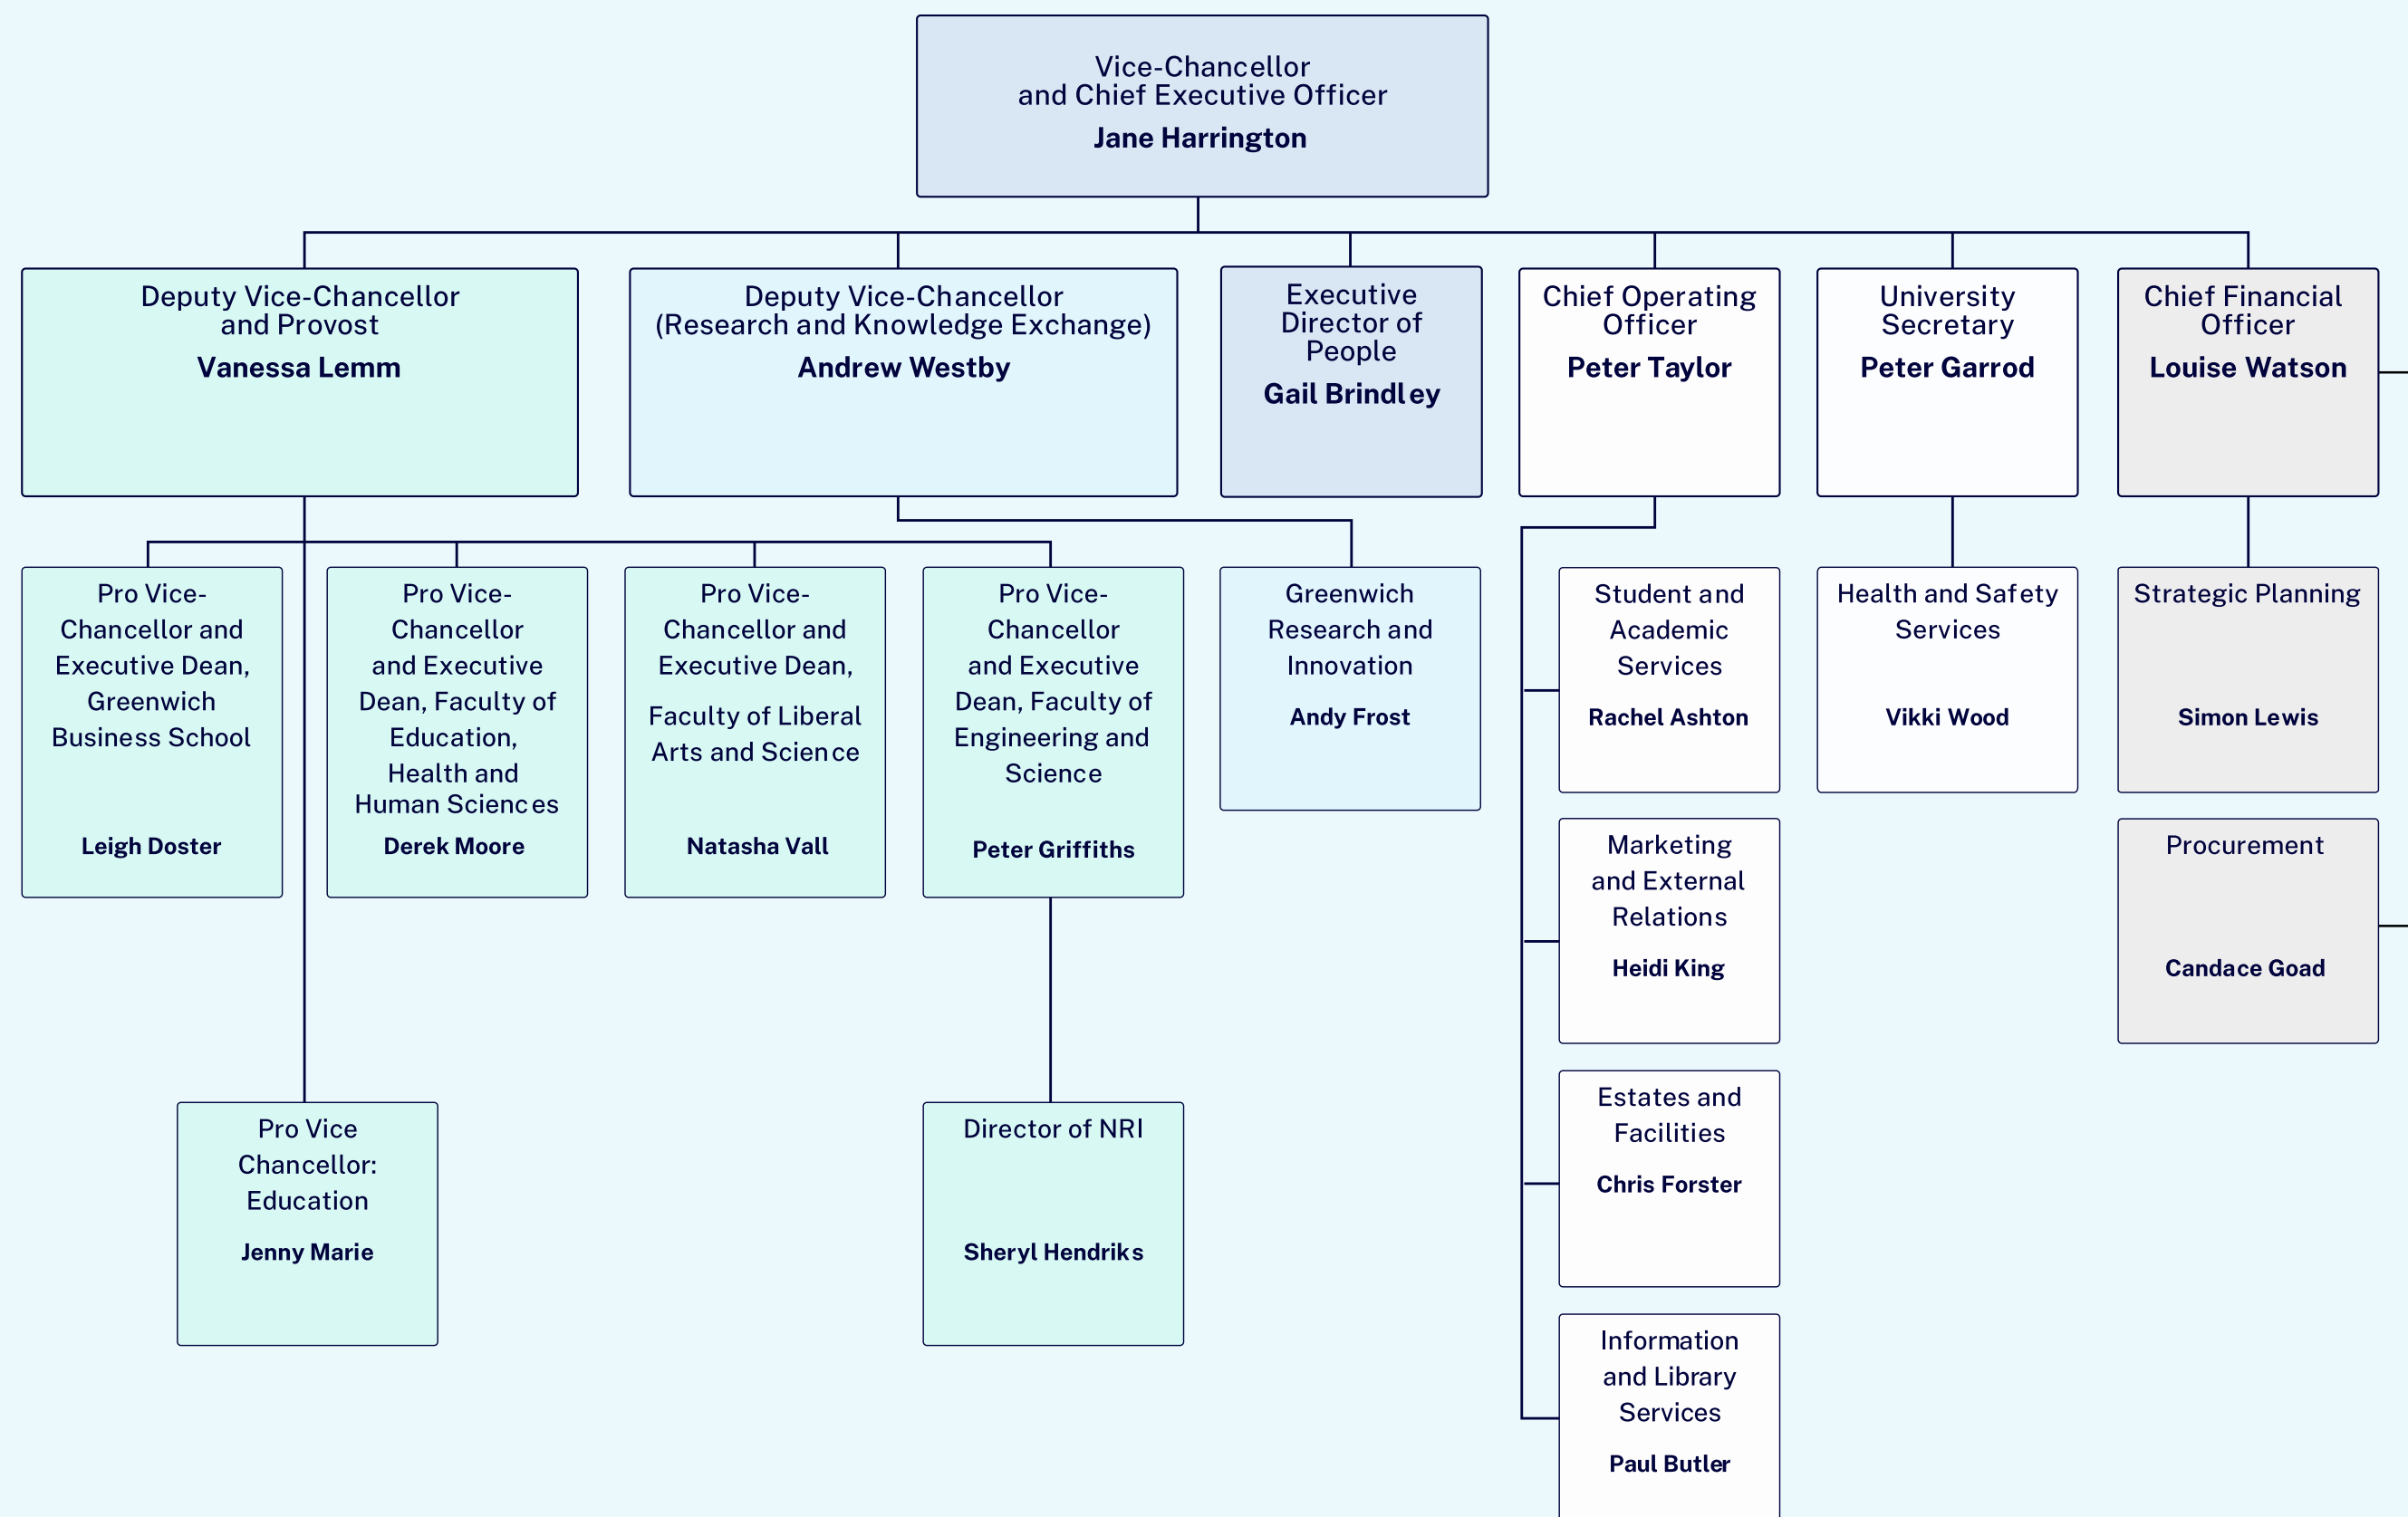 Vice-Chancellor
and Chief Executive Officer
Jane Harrington
Deputy Vice-Chancellor
and Provost
Vanessa Lemm
Deputy Vice-Chancellor
(Research and Knowledge Exchange)
Andrew Westby
Executive
Director of
People
Gail Brindley
Chief Operating
Officer
Peter Taylor
University
Secretary
Peter Garrod
Chief Financial
Officer
Louise Watson
Pro Vice-
Chancellor and
Executive Dean,
Greenwich
Business School
Leigh Doster
Pro Vice-
Chancellor
and Executive
Dean, Faculty of
Education,
Health and
Human Sciences
Derek Moore
Pro Vice-
Chancellor and
Executive Dean,
Faculty of Liberal
Arts and Science
Natasha Vall
Pro Vice-
Chancellor
and Executive
Dean, Faculty of
Engineering and
Science
Peter Griffiths
Greenwich
Research and
Innovation
Andy Frost
Student and
Academic
Services
Rachel Ashton
Health and Safety
Services
Vikki Wood
Strategic Planning
Simon Lewis
Marketing
and External
Relations
Heidi King
Procurement
Candace Goad
Pro Vice
Chancellor:
Education
Jenny Marie
Director of NRI
Sheryl Hendriks
Estates and
Facilities
Chris Forster
Information
and Library
Services
Paul Butler